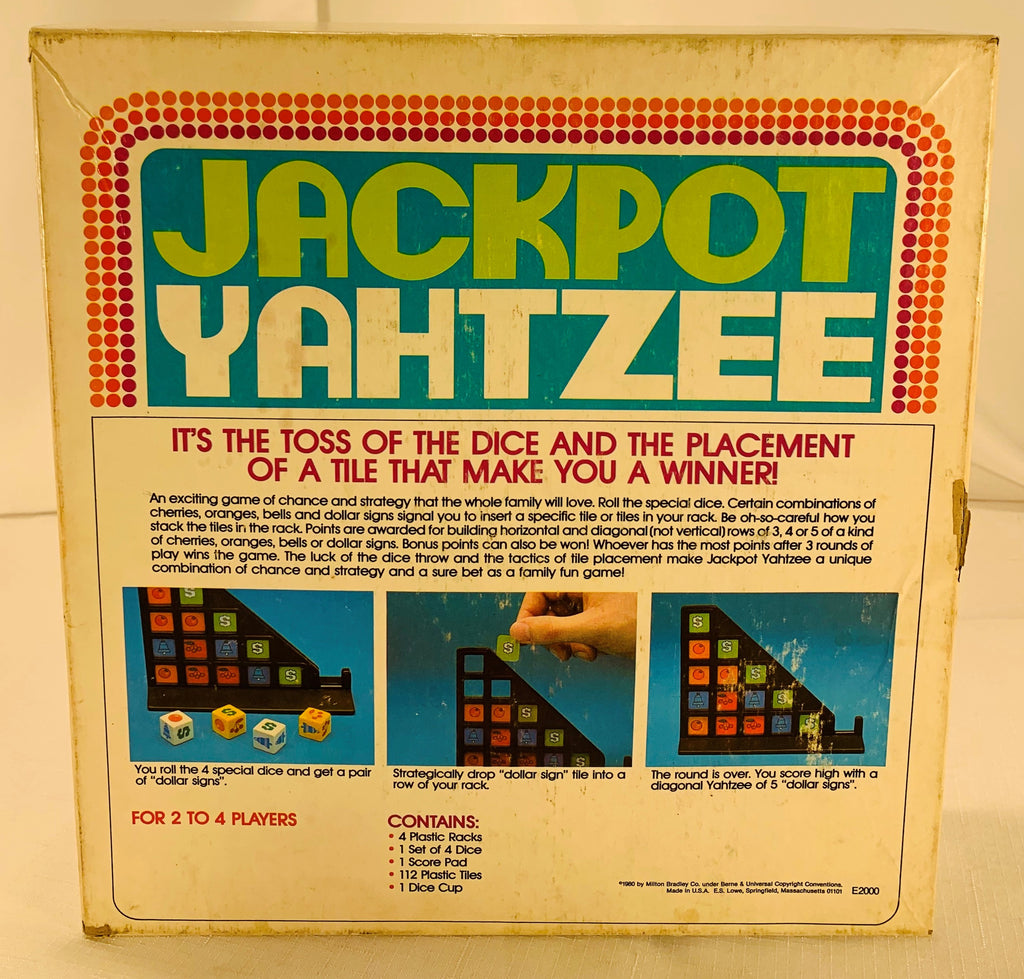 JACKPOT
YAHTZEE
IT'S THE TOSS OF THE DICE AND THE PLACEMENT
OF A TILE THAT MAKE YOU A WINNER!
An exciting game of chance and strategy that the whole family will love. Roll the special dice. Certain combinations of
cherries, oranges, bells and dollar signs signal you to insert a specific tile or tiles in your rack. Be oh-so-careful how you
stack the tiles in the rack. Points are awarded for building horizontal and diagonal (not vertical) rows of 3, 4 or 5 of a kind
of cherries, oranges, bells or dollar signs. Bonus points can also be won! Whoever has the most points after 3 rounds of
play wins the game. The luck of the dice throw and the tactics of tile placement make Jackpot Yahtzee a unique
combination of chance and strategy and a sure bet as a family fun game!
You roll the 4 special dice and get a pair
of "dollar signs".
Strategically drop "dollar sign" tile into a
row of your rack.
The round is over. You score high with a
diagonal Yahtzee of 5 "dollar signs".
FOR 2 TO 4 PLAYERS
CONTAINS:
• 4 Plastic Racks
• 1 Set of 4 Dice
• 1 Score Pad
• 112 Plastic Tiles
• 1 Dice Cup
©1980 by Milton Bradley Co. under Berne & Universal Copyright Conventions.
Made in U.S.A. E.S. Lowe, Springfield, Massachusetts 01101 E2000